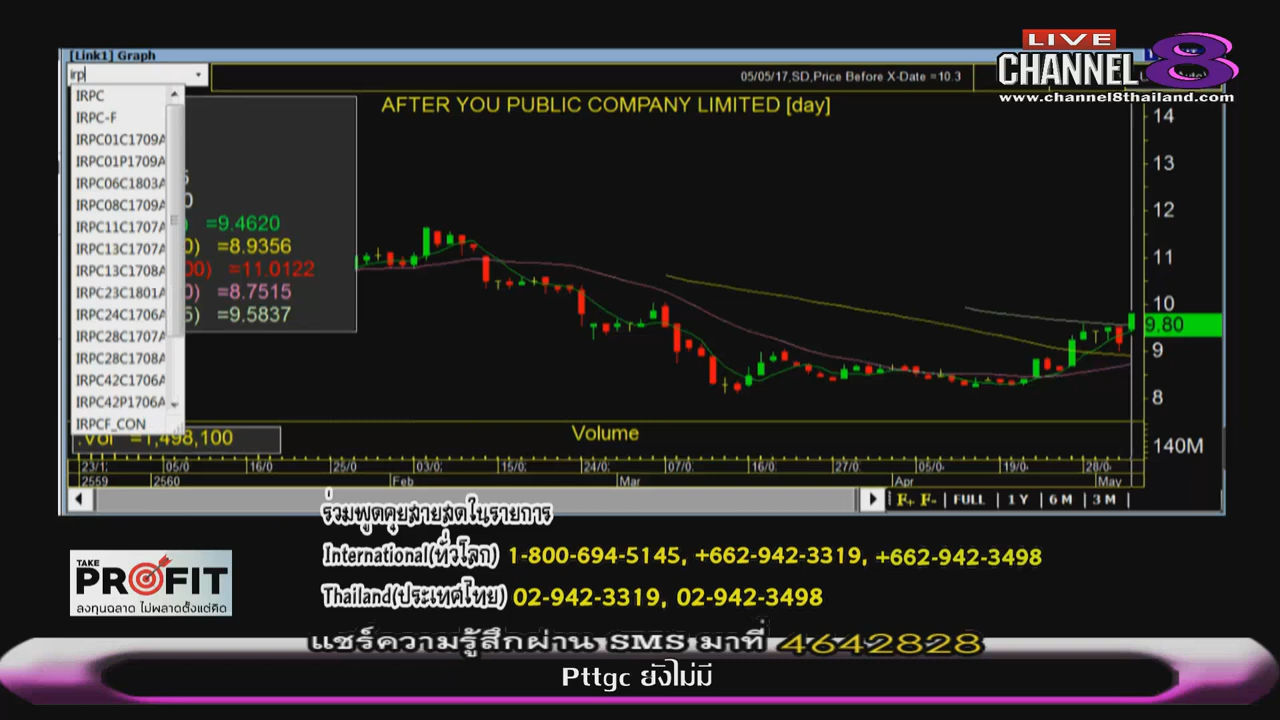 [Link1] Graph
LIVE
CHANNEL 8
www.channel8thailand.com
irp
05/05/17,SD,Price Before X-Date =10.3
AFTER YOU PUBLIC COMPANY LIMITED [day]
IRPC
IRPC-F
IRPC01C1709A
IRPC01P1709A
IRPC06C1803A
IRPC08C1709A
IRPC11C1707A
IRPC13C1707A
IRPC13C1708A
IRPC23C1801A
IRPC24C1706A
IRPC28C1707A
IRPC28C1708A
IRPC42C1706A
IRPC42P1706A
IRPCF_CON
=9.4620
=8.9356
=11.0122
=8.7515
=9.5837
14
13
12
11
10
9.80
9
8
140M
=1,498,100
Volume
23/1 05/0 16/0 25/0 03/0 15/0 24/0 07/0 16/0 27/0 05/0 19/0 28/0
2559 2560 Feb Mar Apr May
F+ F- FULL 1 Y 6 M 3 M
ร่วมพูดคุยสายสดในรายการ
International(ทั่วโลก) 1-800-694-5145, +662-942-3319, +662-942-3498
Thailand(ประเทศไทย) 02-942-3319, 02-942-3498
TAKE
PROFIT
ลงทุนฉลาด ไม่พลาดตั้งแต่คิด
แชร์ความรู้สึกผ่าน SMS มาที่ 4642828
Pttgc ยังไม่มี